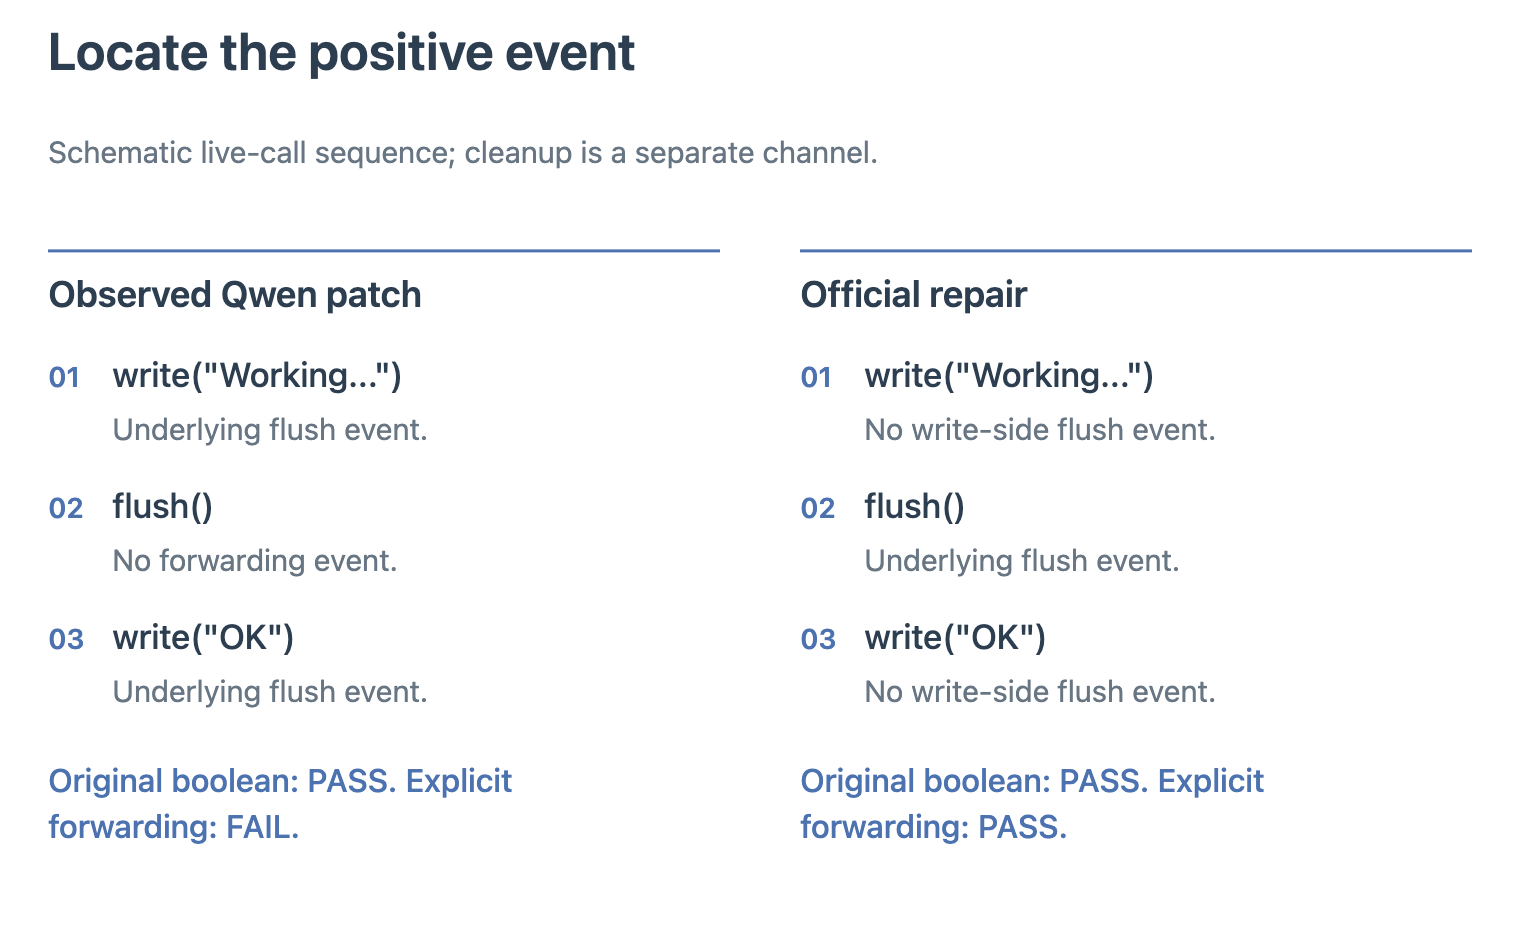 Locate the positive event
Schematic live-call sequence; cleanup is a separate channel.
Observed Qwen patch
01 write("Working...")
Underlying flush event.
02 flush()
No forwarding event.
03 write("OK")
Underlying flush event.
Original boolean: PASS. Explicit
forwarding: FAIL.
Official repair
01 write("Working...")
No write-side flush event.
02 flush()
Underlying flush event.
03 write("OK")
No write-side flush event.
Original boolean: PASS. Explicit
forwarding: PASS.